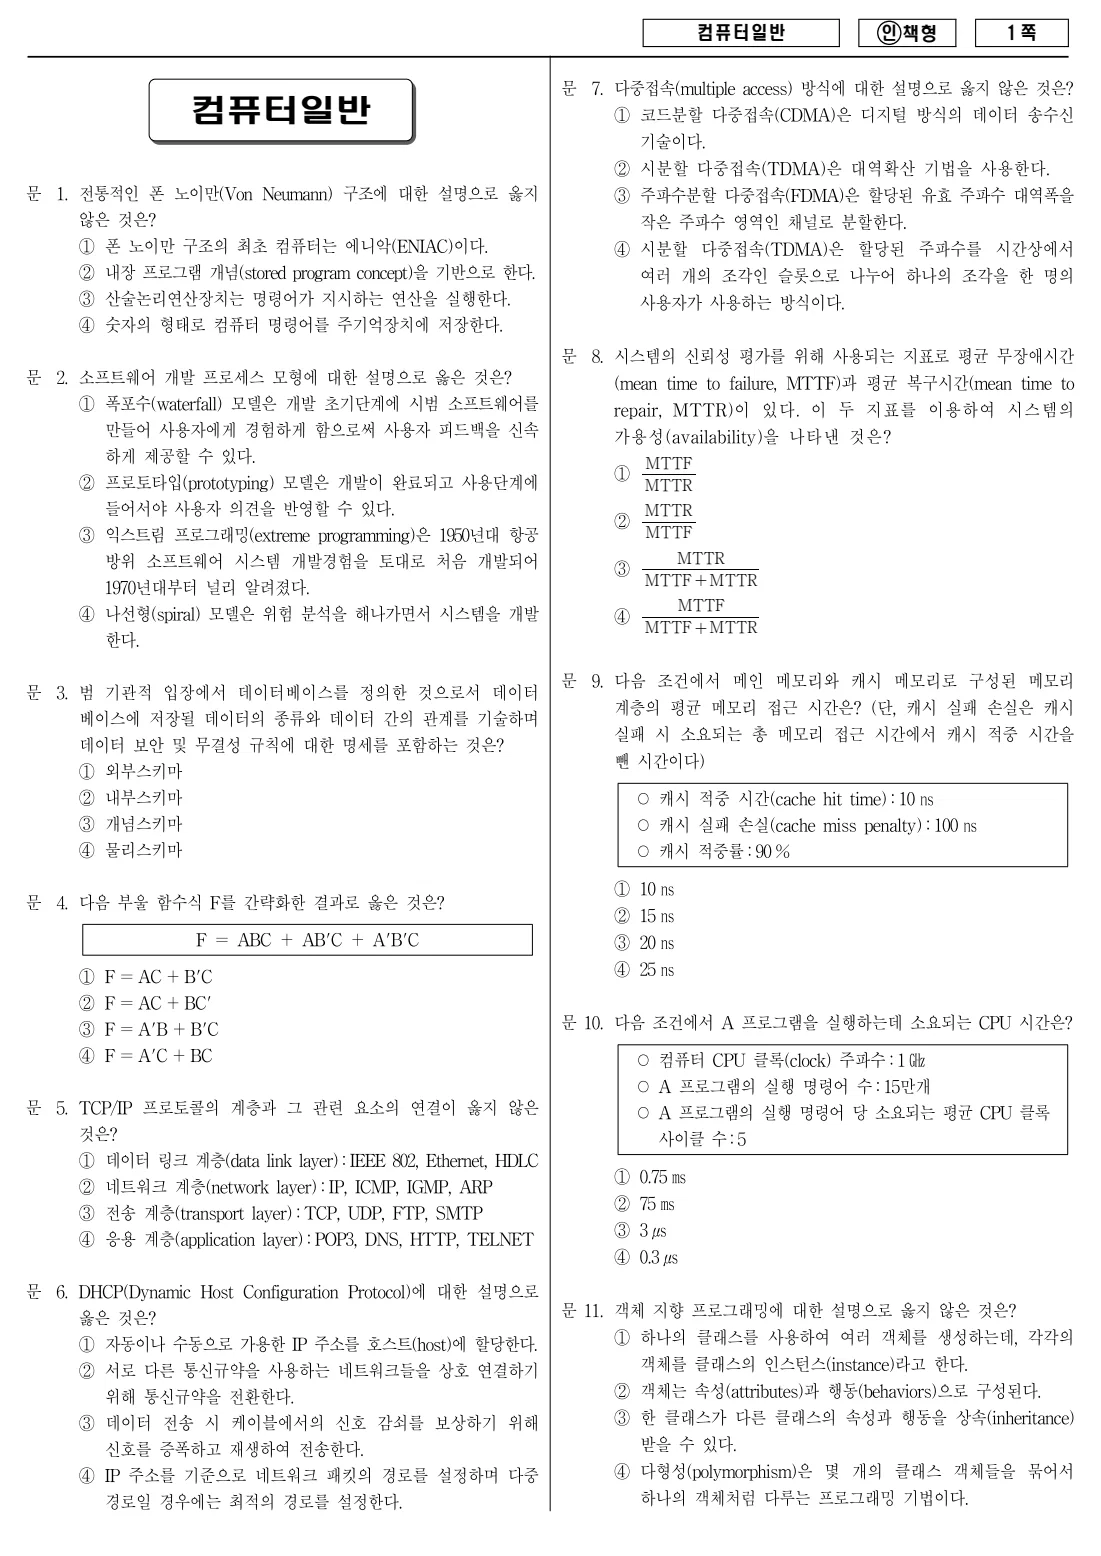 컴퓨터일반
인책형
1 쪽
컴퓨터일반
문 1. 전통적인 폰 노이만(Von Neumann) 구조에 대한 설명으로 옳지
않은 것은?
① 폰 노이만 구조의 최초 컴퓨터는 에니악(ENIAC)이다.
② 내장 프로그램 개념(stored program concept)을 기반으로 한다.
③ 산술논리연산장치는 명령어가 지시하는 연산을 실행한다.
④ 숫자의 형태로 컴퓨터 명령어를 주기억장치에 저장한다.
문 2. 소프트웨어 개발 프로세스 모형에 대한 설명으로 옳은 것은?
① 폭포수(waterfall) 모델은 개발 초기단계에 시범 소프트웨어를
만들어 사용자에게 경험하게 함으로써 사용자 피드백을 신속
하게 제공할 수 있다.
② 프로토타입(prototyping) 모델은 개발이 완료되고 사용단계에
들어서야 사용자 의견을 반영할 수 있다.
③ 익스트림 프로그래밍(extreme programming)은 1950년대 항공
방위 소프트웨어 시스템 개발경험을 토대로 처음 개발되어
1970년대부터 널리 알려졌다.
④ 나선형(spiral) 모델은 위험 분석을 해나가면서 시스템을 개발
한다.
문 3. 범 기관적 입장에서 데이터베이스를 정의한 것으로서 데이터
베이스에 저장될 데이터의 종류와 데이터 간의 관계를 기술하며
데이터 보안 및 무결성 규칙에 대한 명세를 포함하는 것은?
① 외부스키마
② 내부스키마
③ 개념스키마
④ 물리스키마
문 4. 다음 부울 함수식 F를 간략화한 결과로 옳은 것은?
F = ABC + AB′C + A′B′C
① F = AC + B′C
② F = AC + BC′
③ F = A′B + B′C
④ F = A′C + BC
문 5. TCP/IP 프로토콜의 계층과 그 관련 요소의 연결이 옳지 않은
것은?
① 데이터 링크 계층(data link layer) : IEEE 802, Ethernet, HDLC
② 네트워크 계층(network layer) : IP, ICMP, IGMP, ARP
③ 전송 계층(transport layer) : TCP, UDP, FTP, SMTP
④ 응용 계층(application layer) : POP3, DNS, HTTP, TELNET
문 6. DHCP(Dynamic Host Configuration Protocol)에 대한 설명으로
옳은 것은?
① 자동이나 수동으로 가용한 IP 주소를 호스트(host)에 할당한다.
② 서로 다른 통신규약을 사용하는 네트워크들을 상호 연결하기
위해 통신규약을 전환한다.
③ 데이터 전송 시 케이블에서의 신호 감쇠를 보상하기 위해
신호를 증폭하고 재생하여 전송한다.
④ IP 주소를 기준으로 네트워크 패킷의 경로를 설정하며 다중
경로일 경우에는 최적의 경로를 설정한다.
문 7. 다중접속(multiple access) 방식에 대한 설명으로 옳지 않은 것은?
① 코드분할 다중접속(CDMA)은 디지털 방식의 데이터 송수신
기술이다.
② 시분할 다중접속(TDMA)은 대역확산 기법을 사용한다.
③ 주파수분할 다중접속(FDMA)은 할당된 유효 주파수 대역폭을
작은 주파수 영역인 채널로 분할한다.
④ 시분할 다중접속(TDMA)은 할당된 주파수를 시간상에서
여러 개의 조각인 슬롯으로 나누어 하나의 조각을 한 명의
사용자가 사용하는 방식이다.
문 8. 시스템의 신뢰성 평가를 위해 사용되는 지표로 평균 무장애시간
(mean time to failure, MTTF)과 평균 복구시간(mean time to
repair, MTTR)이 있다. 이 두 지표를 이용하여 시스템의
가용성(availability)을 나타낸 것은?
① MTTF
MTTR
② MTTR
MTTF
③ MTTR
MTTF + MTTR
④ MTTF
MTTF + MTTR
문 9. 다음 조건에서 메인 메모리와 캐시 메모리로 구성된 메모리
계층의 평균 메모리 접근 시간은? (단, 캐시 실패 손실은 캐시
실패 시 소요되는 총 메모리 접근 시간에서 캐시 적중 시간을
뺀 시간이다)
○ 캐시 적중 시간(cache hit time) : 10 ns
○ 캐시 실패 손실(cache miss penalty) : 100 ns
○ 캐시 적중률 : 90 %
① 10 ns
② 15 ns
③ 20 ns
④ 25 ns
문 10. 다음 조건에서 A 프로그램을 실행하는데 소요되는 CPU 시간은?
○ 컴퓨터 CPU 클록(clock) 주파수 : 1 GHz
○ A 프로그램의 실행 명령어 수 : 15만개
○ A 프로그램의 실행 명령어 당 소요되는 평균 CPU 클록
사이클 수 : 5
① 0.75 ms
② 75 ms
③ 3 μs
④ 0.3 μs
문 11. 객체 지향 프로그래밍에 대한 설명으로 옳지 않은 것은?
① 하나의 클래스를 사용하여 여러 객체를 생성하는데, 각각의
객체를 클래스의 인스턴스(instance)라고 한다.
② 객체는 속성(attributes)과 행동(behaviors)으로 구성된다.
③ 한 클래스가 다른 클래스의 속성과 행동을 상속(inheritance)
받을 수 있다.
④ 다형성(polymorphism)은 몇 개의 클래스 객체들을 묶어서
하나의 객체처럼 다루는 프로그래밍 기법이다.